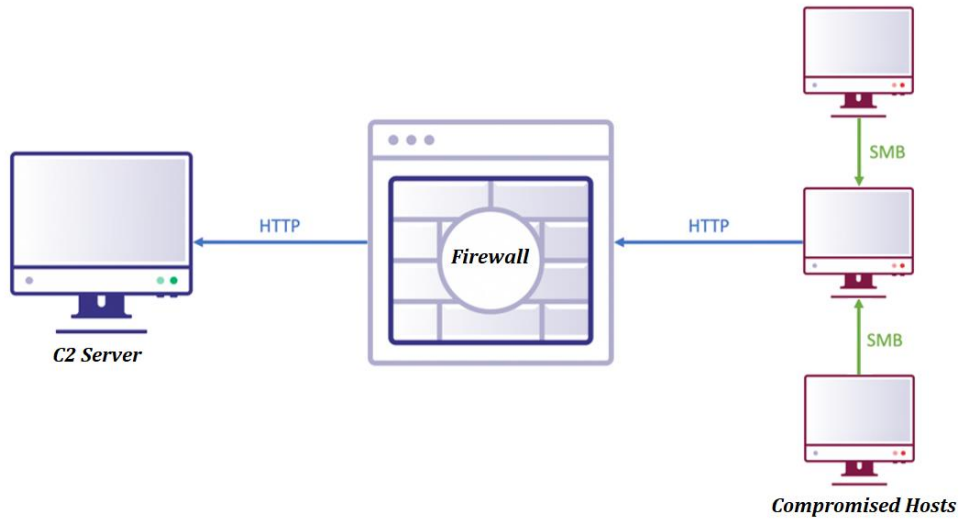 SMB
HTTP
Firewall
HTTP
SMB
C2 Server
Compromised Hosts